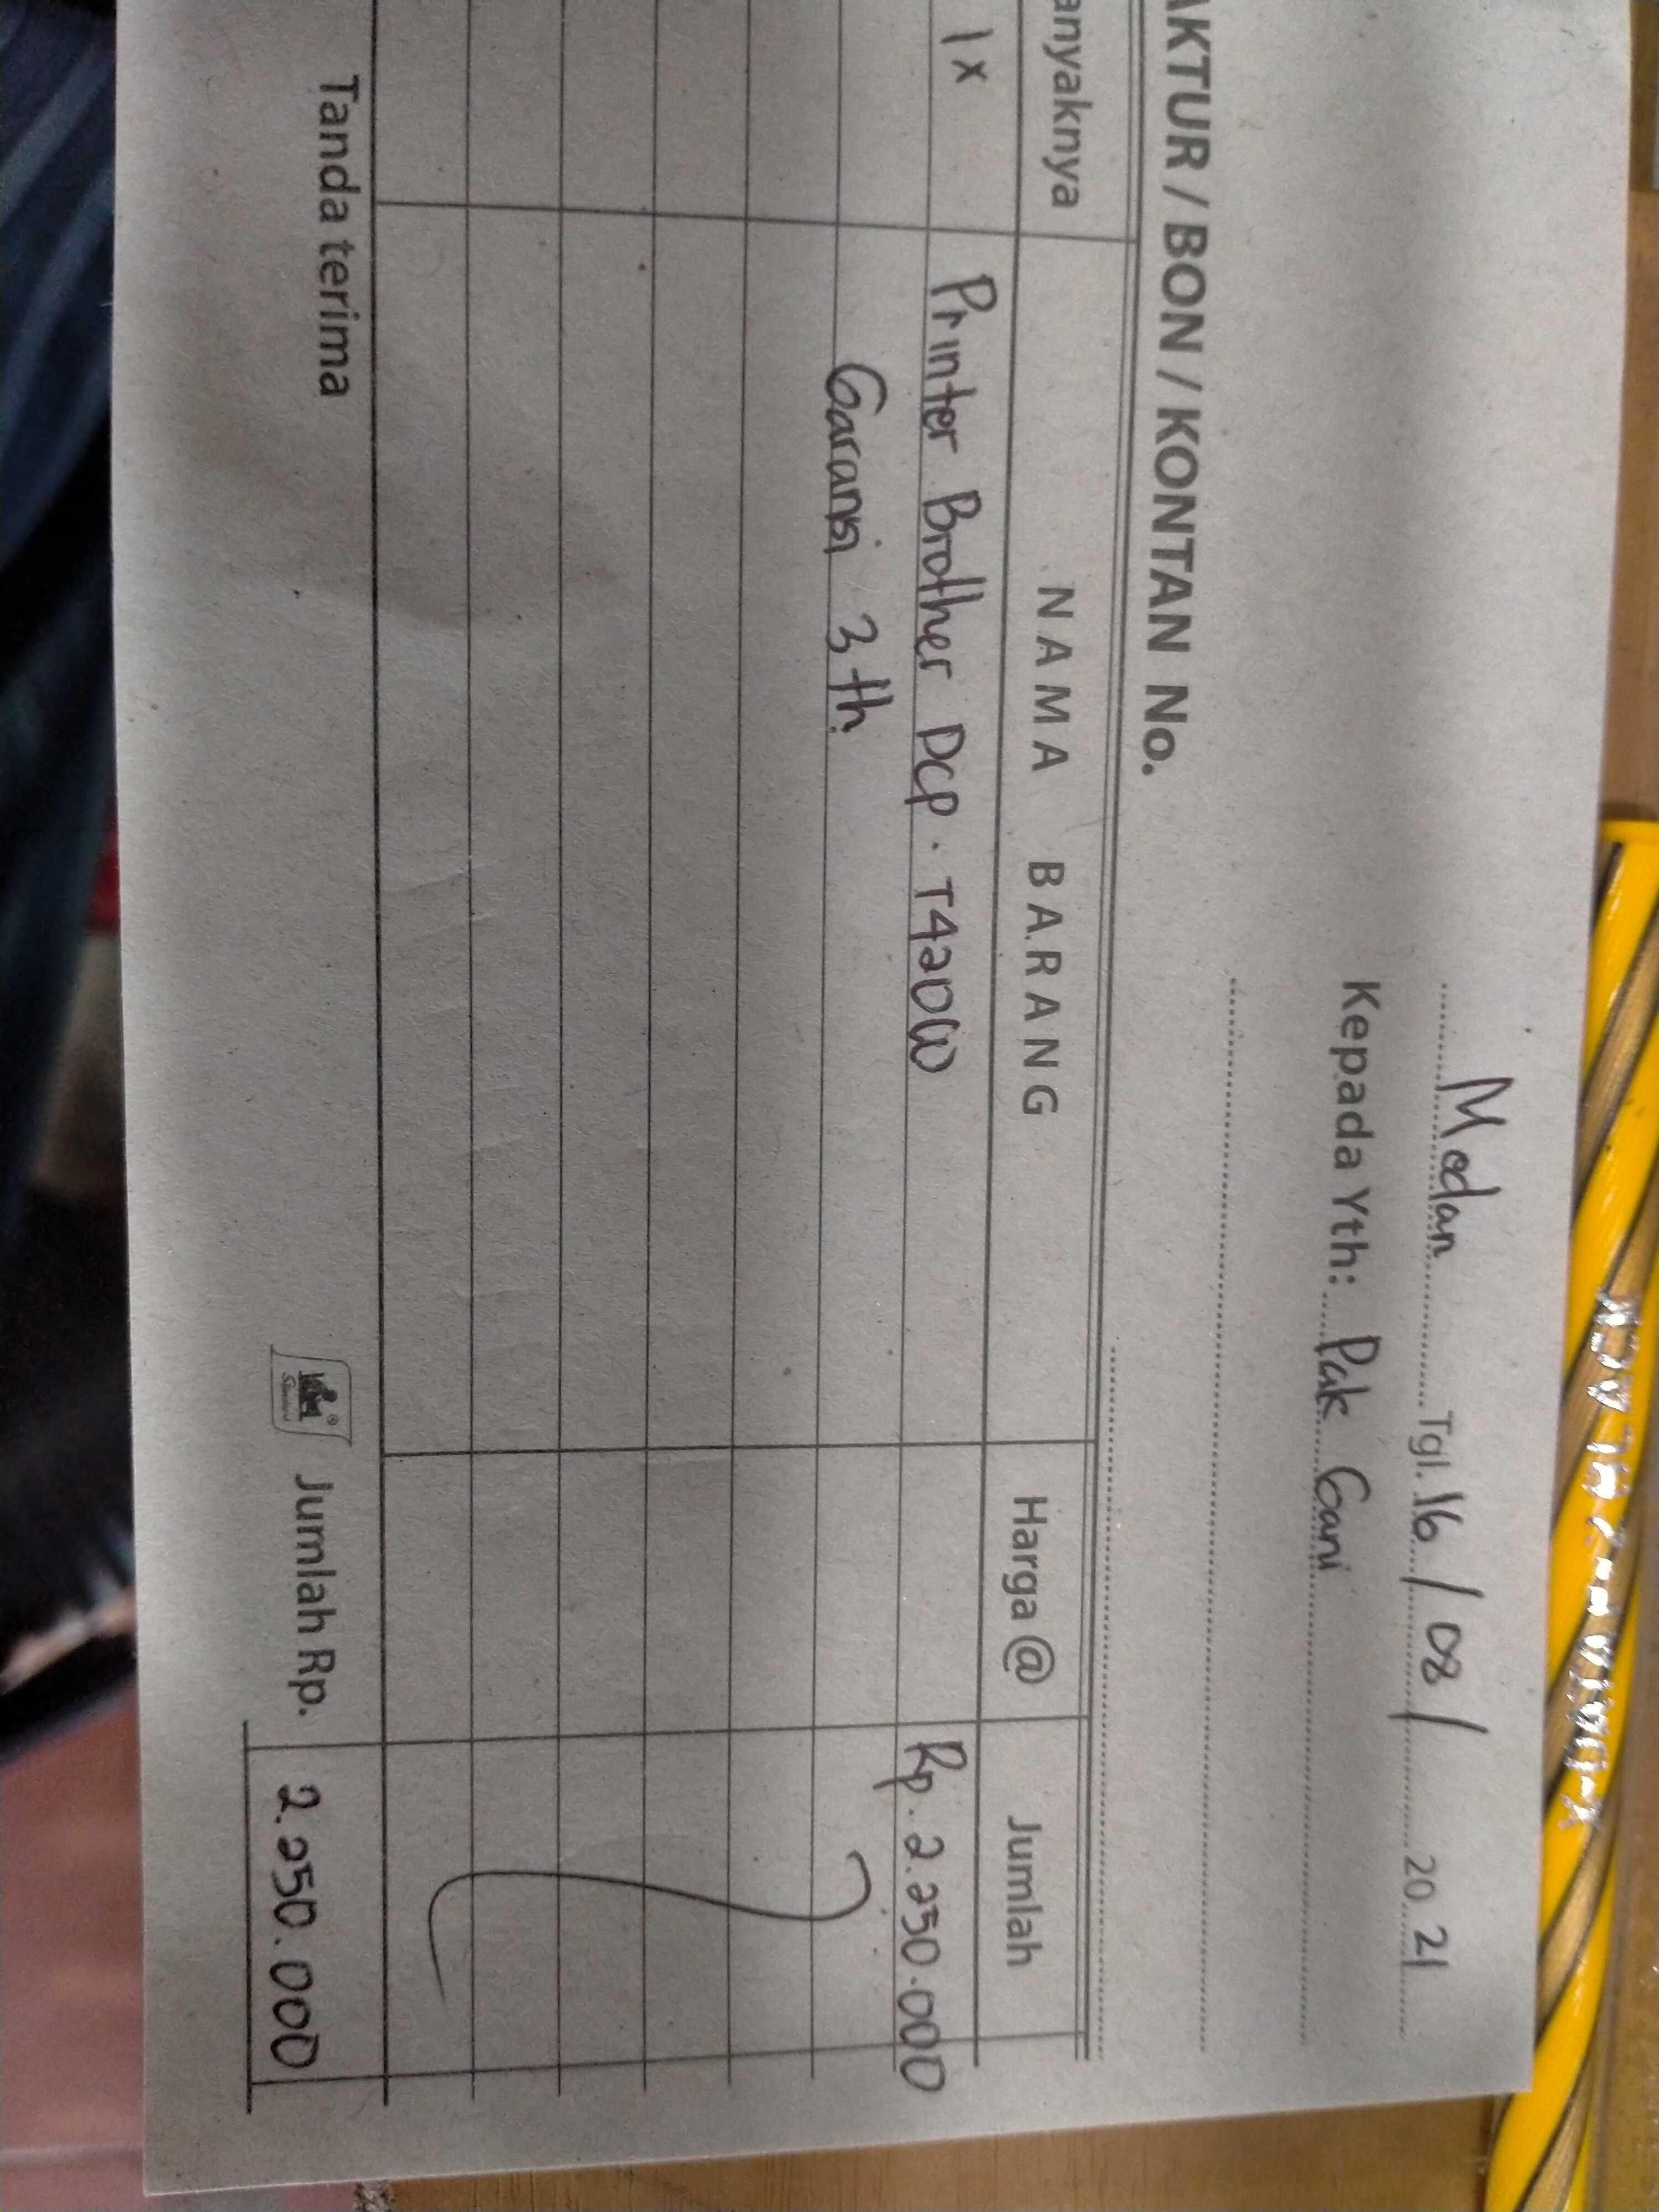 Medan Tgl. 16 / 08 / 20 21
Kepada Yth: Pak Gani
AKTUR / BON / KONTAN No.
anyaknya NAMA BARANG Harga @ Jumlah
1 x Printer Brother DCP. T420W Rp. 2.250.000
Garansi 3 th
Tanda terima Jumlah Rp. 2.250.000